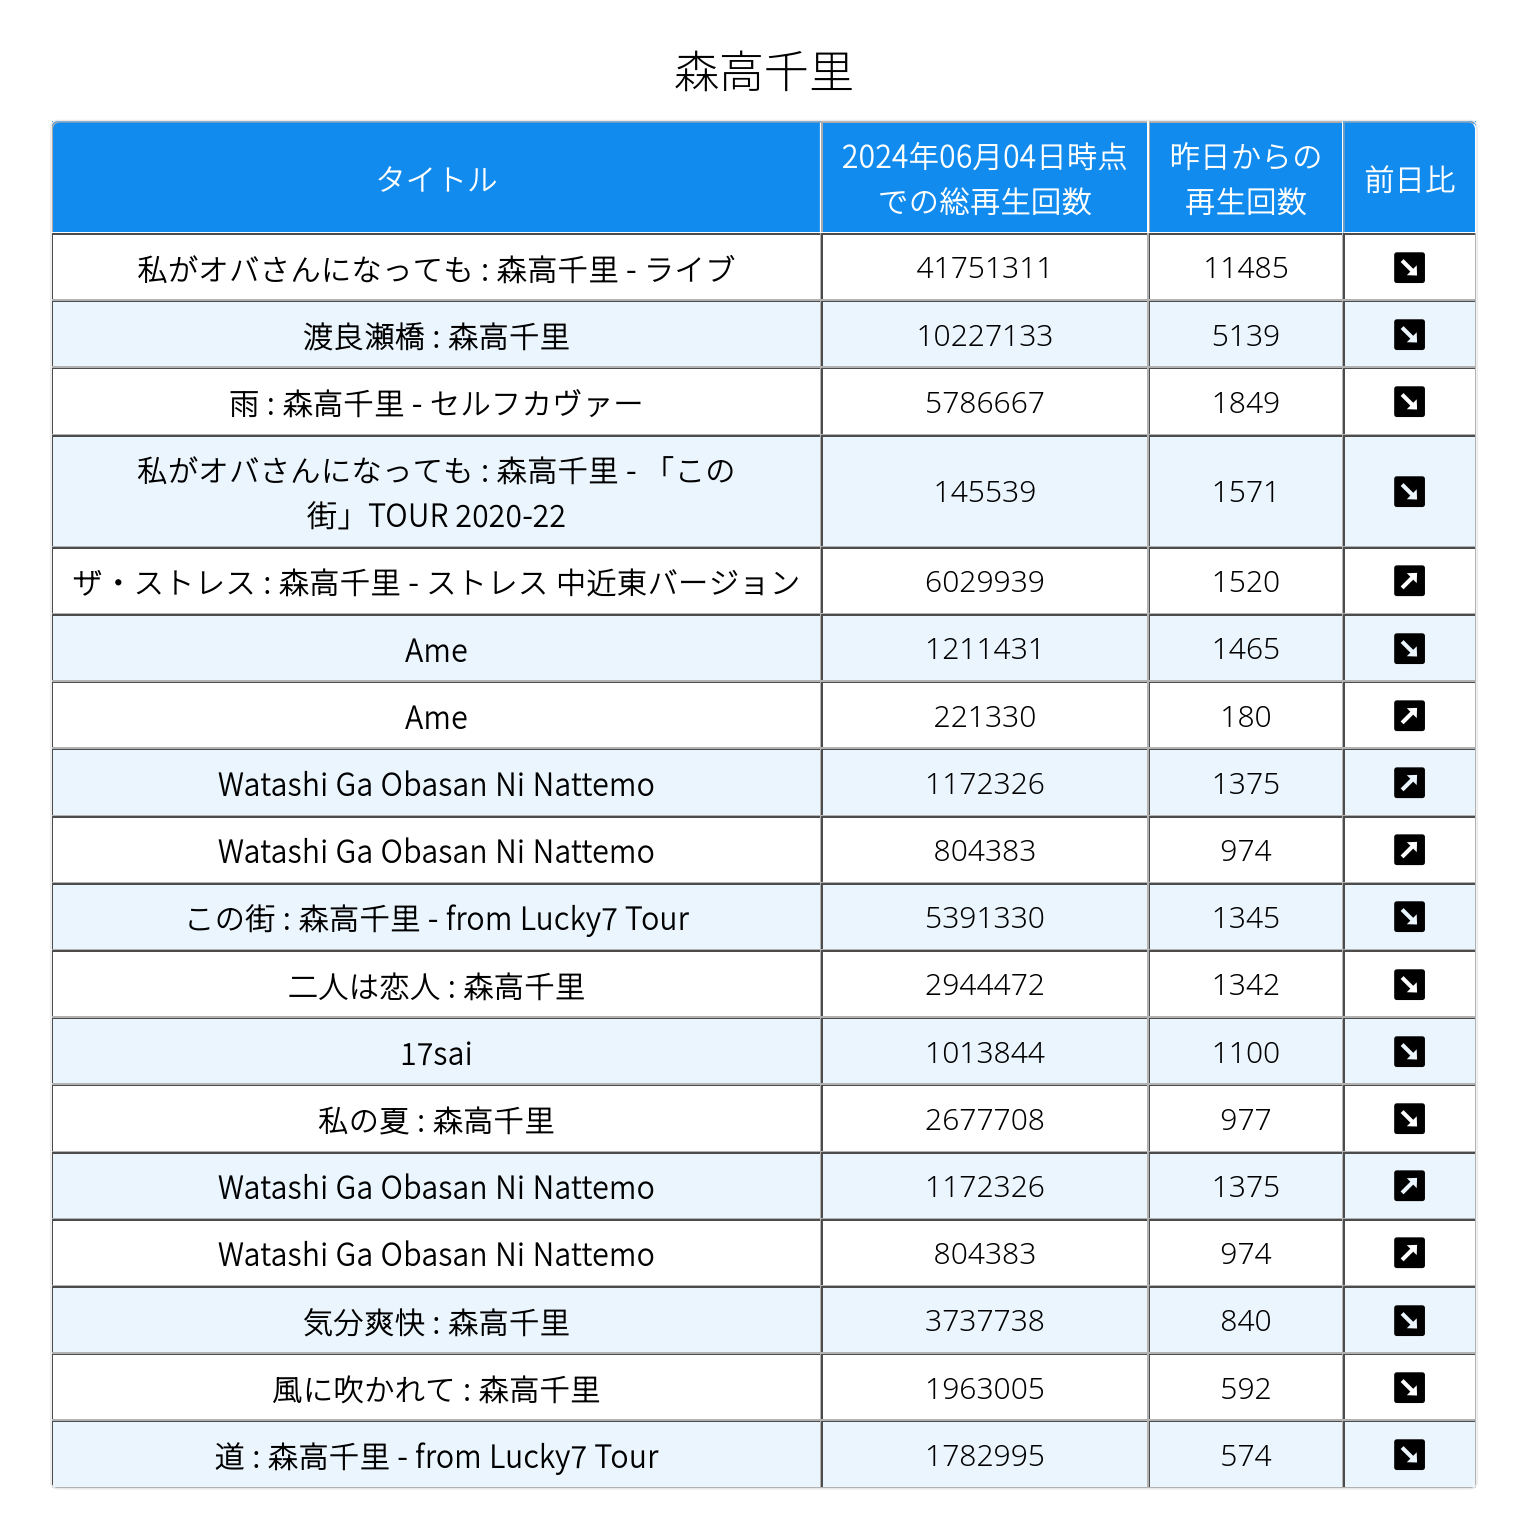 森高千里
タイトル 2024年06月04日時点での総再生回数 昨日からの再生回数 前日比
私がオバさんになっても : 森高千里 - ライブ 41751311 11485 ↘
渡良瀬橋 : 森高千里 10227133 5139 ↘
雨 : 森高千里 - セルフカヴァー 5786667 1849 ↘
私がオバさんになっても : 森高千里 - 「この街」TOUR 2020-22 145539 1571 ↘
ザ・ストレス : 森高千里 - ストレス 中近東バージョン 6029939 1520 ↗
Ame 1211431 1465 ↘
Ame 221330 180 ↗
Watashi Ga Obasan Ni Nattemo 1172326 1375 ↗
Watashi Ga Obasan Ni Nattemo 804383 974 ↗
この街 : 森高千里 - from Lucky7 Tour 5391330 1345 ↘
二人は恋人 : 森高千里 2944472 1342 ↘
17sai 1013844 1100 ↘
私の夏 : 森高千里 2677708 977 ↘
Watashi Ga Obasan Ni Nattemo 1172326 1375 ↗
Watashi Ga Obasan Ni Nattemo 804383 974 ↗
気分爽快 : 森高千里 3737738 840 ↘
風に吹かれて : 森高千里 1963005 592 ↘
道 : 森高千里 - from Lucky7 Tour 1782995 574 ↘